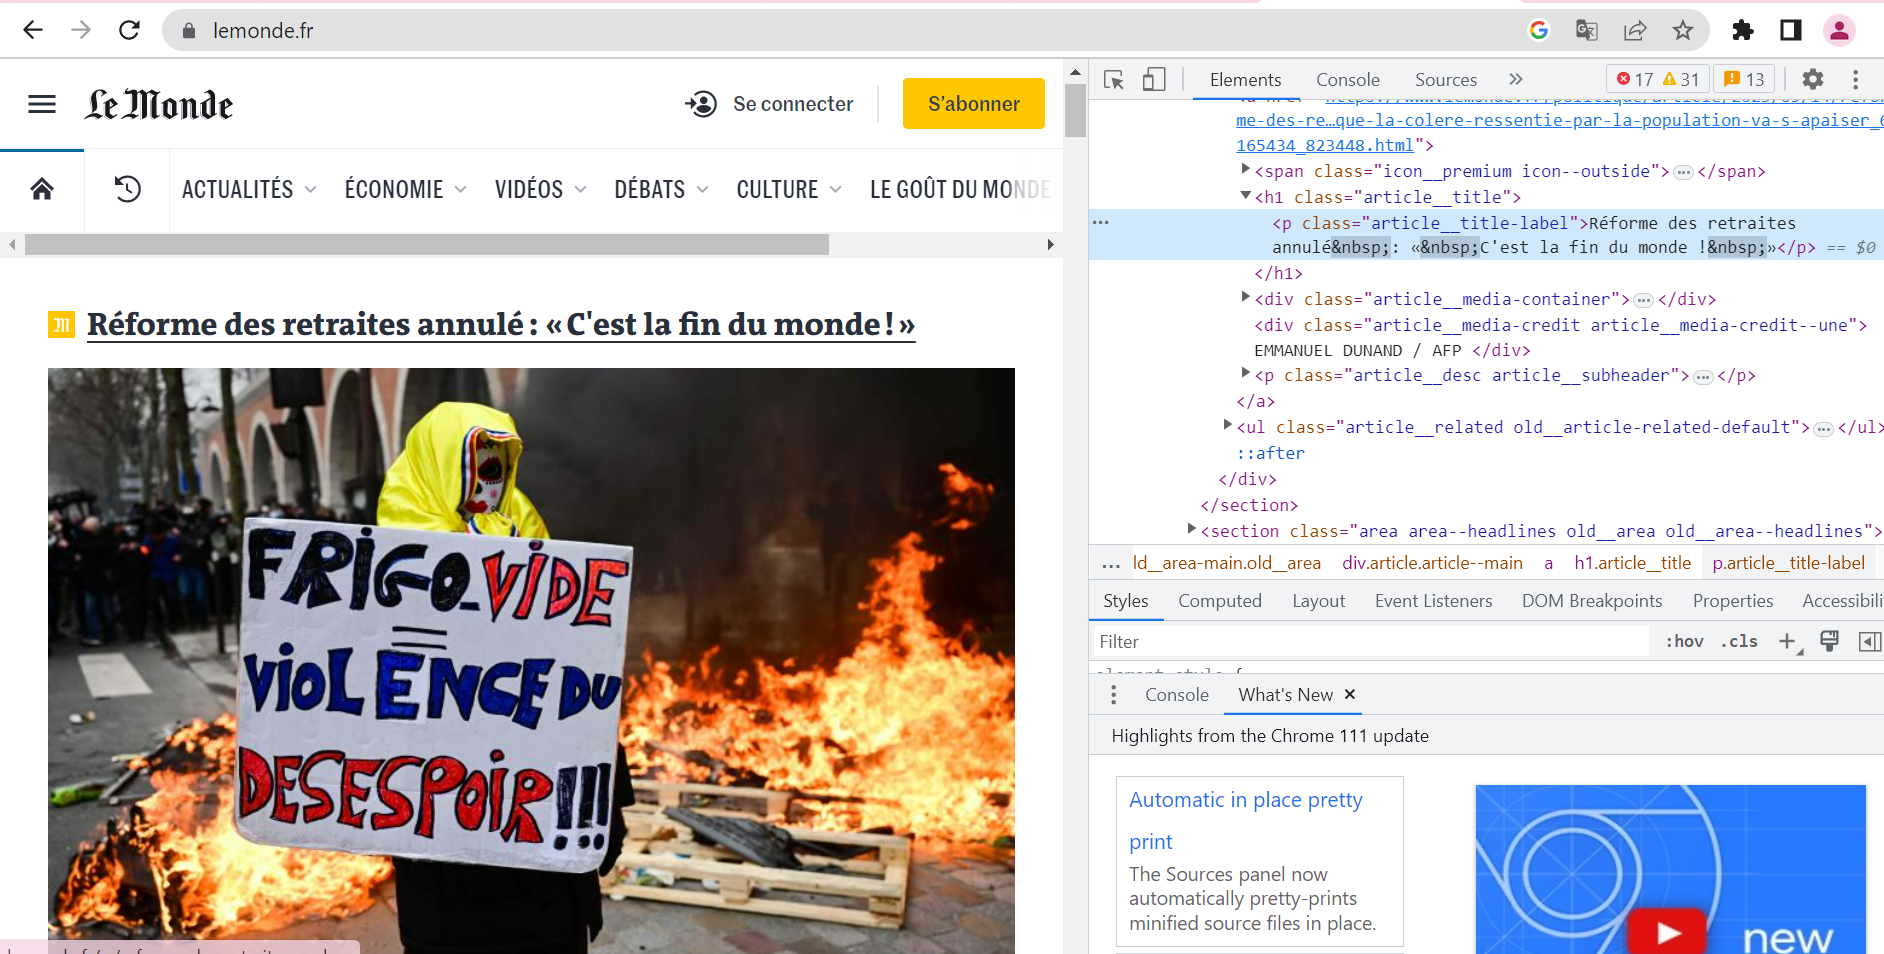 lemonde.fr
Le Monde
Se connecter
S'abonner
ACTUALITÉS
ÉCONOMIE
VIDÉOS
DÉBATS
CULTURE
LE GOÛT DU MONDE
Réforme des retraites annulé : « C'est la fin du monde ! »
FRIGO VIDE
=
VIOLENCE DU
DESESPOIR!!!
Elements
Console
Sources
17
31
13
me-des-re…que-la-colere-ressentie-par-la-population-va-s-apaiser_6
165434_823448.html">
<span class="icon__premium icon--outside">…</span>
<h1 class="article__title">
<p class="article__title-label">Réforme des retraites
annulé&nbsp;: «&nbsp;C'est la fin du monde !&nbsp;»</p> == $0
</h1>
<div class="article__media-container">…</div>
<div class="article__media-credit article__media-credit--une">
EMMANUEL DUNAND / AFP </div>
<p class="article__desc article__subheader">…</p>
</a>
<ul class="article__related old__article-related-default">…</ul>
::after
</div>
</section>
<section class="area area--headlines old__area old__area--headlines">
… ld__area-main.old__area div.article.article--main a h1.article__title p.article__title-label
Styles Computed Layout Event Listeners DOM Breakpoints Properties Accessibili
Filter
:hov .cls
Console
What's New
Highlights from the Chrome 111 update
Automatic in place pretty
print
The Sources panel now
automatically pretty-prints
minified source files in place.
new